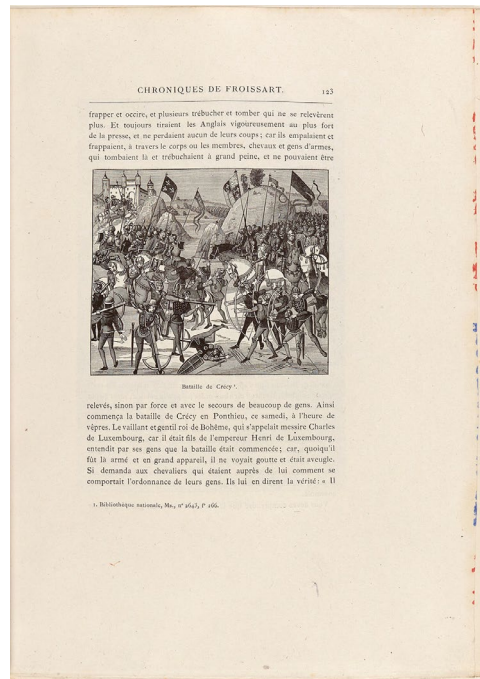 CHRONIQUES DE FROISSART. 123
frapper et occire, et plusieurs trébucher et tomber qui ne se relevèrent
plus. Et toujours tiraient les Anglais vigoureusement au plus fort
de la presse, et ne perdaient aucun de leurs coups ; car ils empalaient et
frappaient, à travers le corps ou les membres, chevaux et gens d'armes,
qui tombaient là et trébuchaient à grand peine, et ne pouvaient être
Bataille de Crécy ¹.
relevés, sinon par force et avec le secours de beaucoup de gens. Ainsi
commença la bataille de Crécy en Ponthieu, ce samedi, à l'heure de
vêpres. Le vaillant et gentil roi de Bohême, qui s'appelait messire Charles
de Luxembourg, car il était fils de l'empereur Henri de Luxembourg,
entendit par ses gens que la bataille était commencée; car, quoiqu'il
fût là armé et en grand appareil, il ne voyait goutte et était aveugle.
Si demanda aux chevaliers qui étaient auprès de lui comment se
comportait l'ordonnance de leurs gens. Ils lui en dirent la vérité : « Il
1. Bibliothèque nationale, Ms., nº 2643, fº 166.